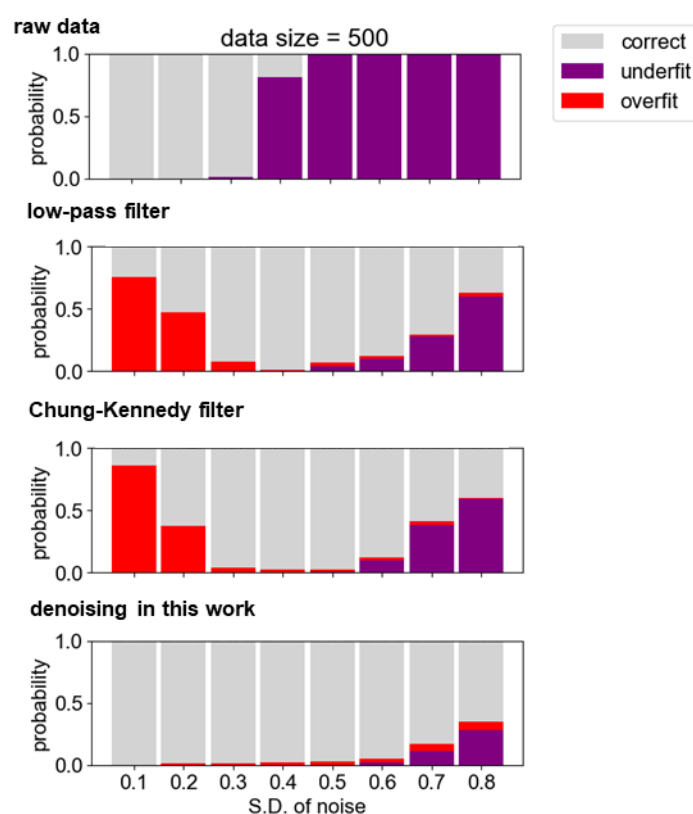 raw data
data size = 500
correct
underfit
overfit
1.0
0.5
0.0
probability
low-pass filter
1.0
0.5
0.0
probability
Chung-Kennedy filter
1.0
0.5
0.0
probability
denoising in this work
1.0
0.5
0.0
probability
0.1 0.2 0.3 0.4 0.5 0.6 0.7 0.8
S.D. of noise